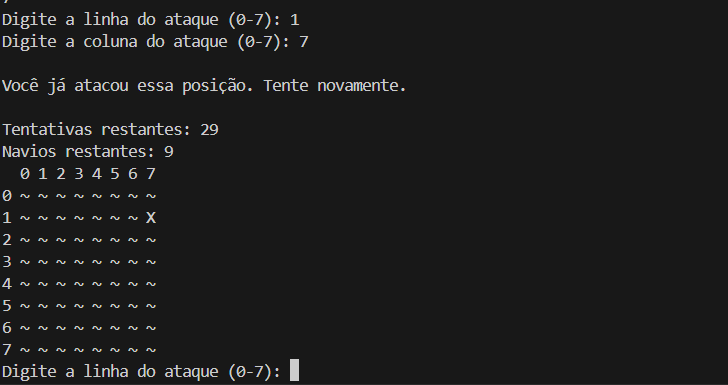 Digite a linha do ataque (0-7): 1
Digite a coluna do ataque (0-7): 7
Você já atacou essa posição. Tente novamente.
Tentativas restantes: 29
Navios restantes: 9
  0 1 2 3 4 5 6 7
0 ~ ~ ~ ~ ~ ~ ~ ~
1 ~ ~ ~ ~ ~ ~ ~ X
2 ~ ~ ~ ~ ~ ~ ~ ~
3 ~ ~ ~ ~ ~ ~ ~ ~
4 ~ ~ ~ ~ ~ ~ ~ ~
5 ~ ~ ~ ~ ~ ~ ~ ~
6 ~ ~ ~ ~ ~ ~ ~ ~
7 ~ ~ ~ ~ ~ ~ ~ ~
Digite a linha do ataque (0-7):